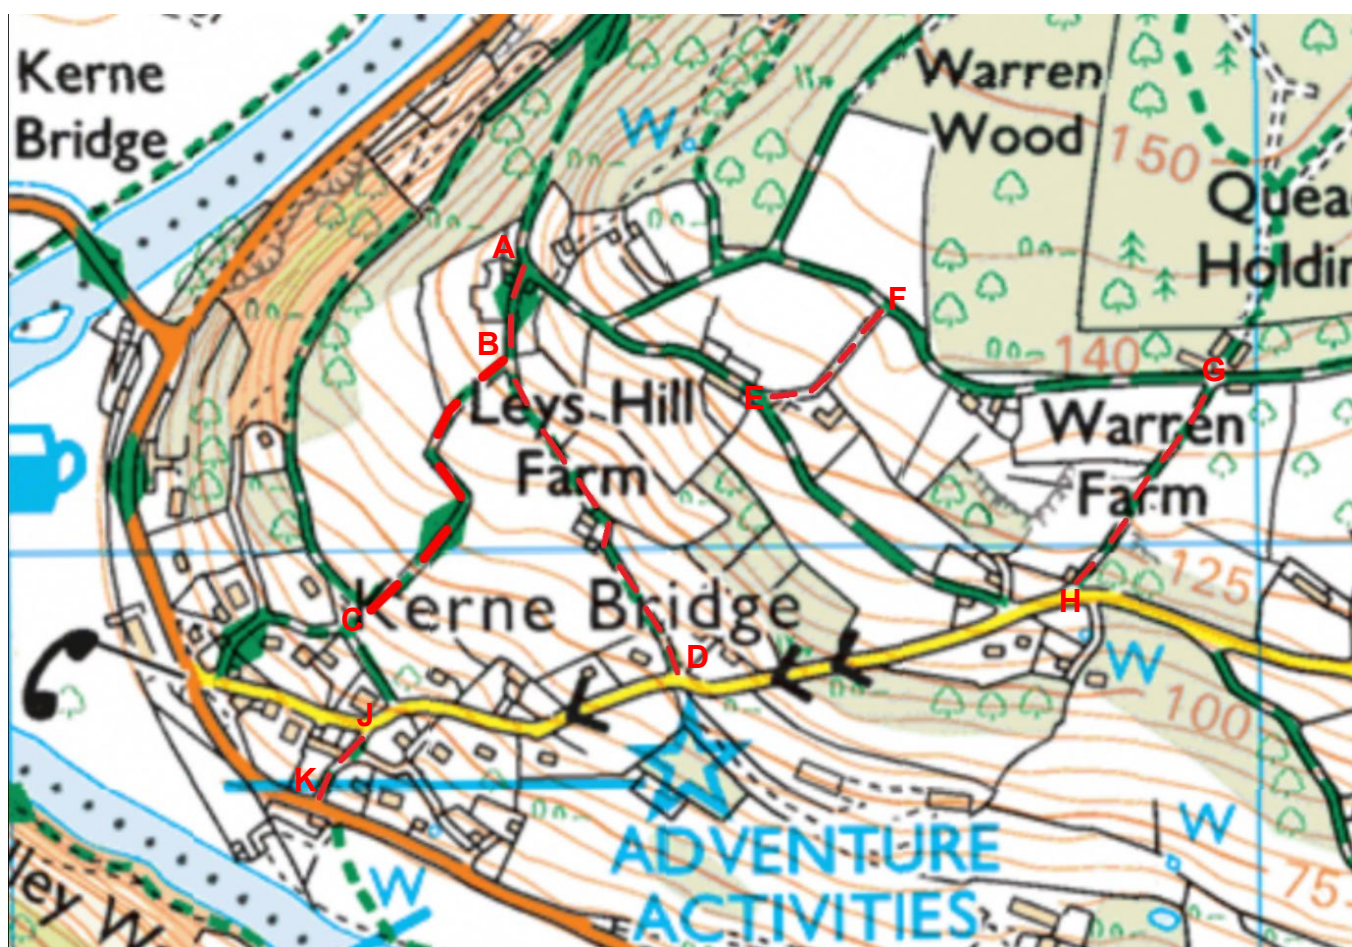 Kerne
Bridge
Warren
Wood
W
150
Quea
Holdin
A
F
B
140
G
Leys Hill
E
Warren
Farm
Farm
125
C
Kerne Bridge
H
D
W
100
J
K
ADVENTURE
ACTIVITIES
W
W
75
lley W